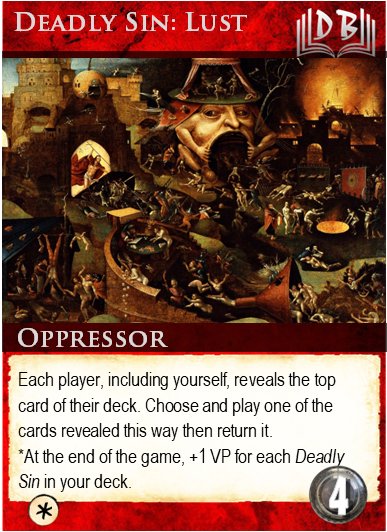 Deadly Sin: Lust
DB
Oppressor
Each player, including yourself, reveals the top
card of their deck. Choose and play one of the
cards revealed this way then return it.
*At the end of the game, +1 VP for each Deadly
Sin in your deck.
*
4